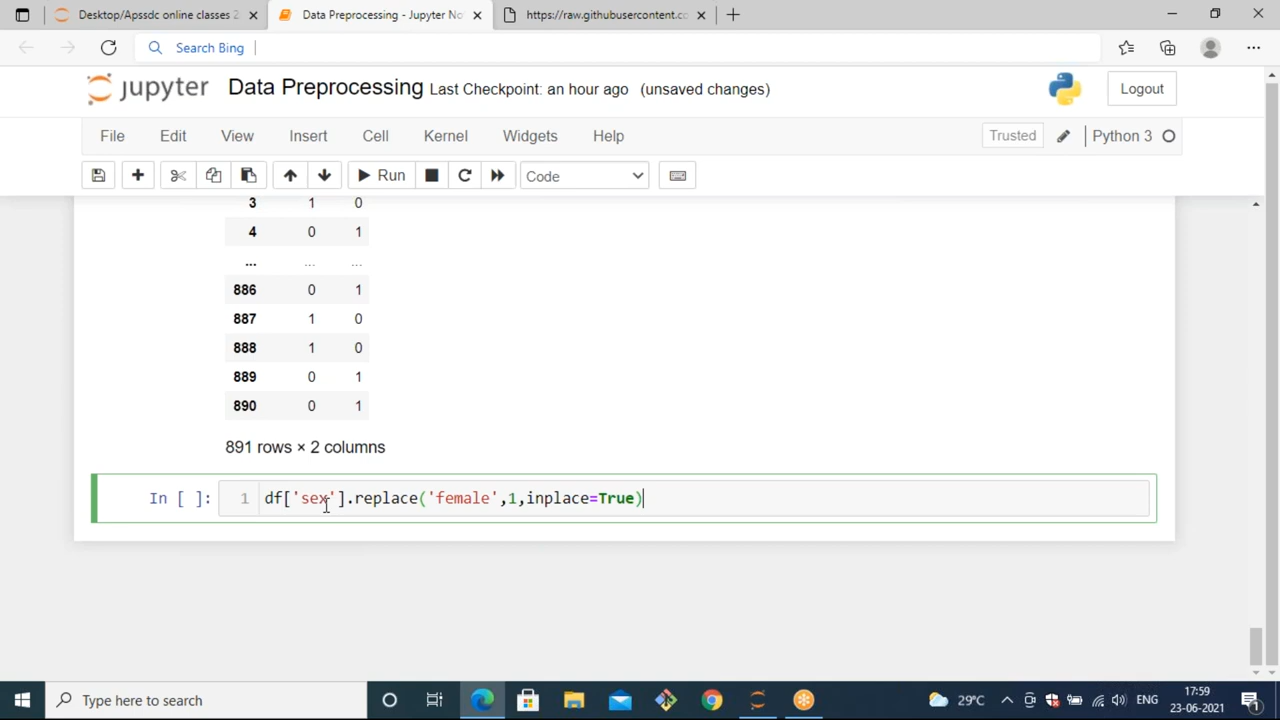 Desktop/Apssdc online classes 2
Data Preprocessing - Jupyter No
https://raw.githubusercontent.co
Search Bing
jupyter
Data Preprocessing Last Checkpoint: an hour ago (unsaved changes)
Logout
File Edit View Insert Cell Kernel Widgets Help
Trusted
Python 3
Run
Code
3 1 0
4 0 1
... ... ...
886 0 1
887 1 0
888 1 0
889 0 1
890 0 1
891 rows × 2 columns
In [ ]: 1 df['sex'].replace('female',1,inplace=True)
Type here to search
29°C
ENG
17:59
23-06-2021
1